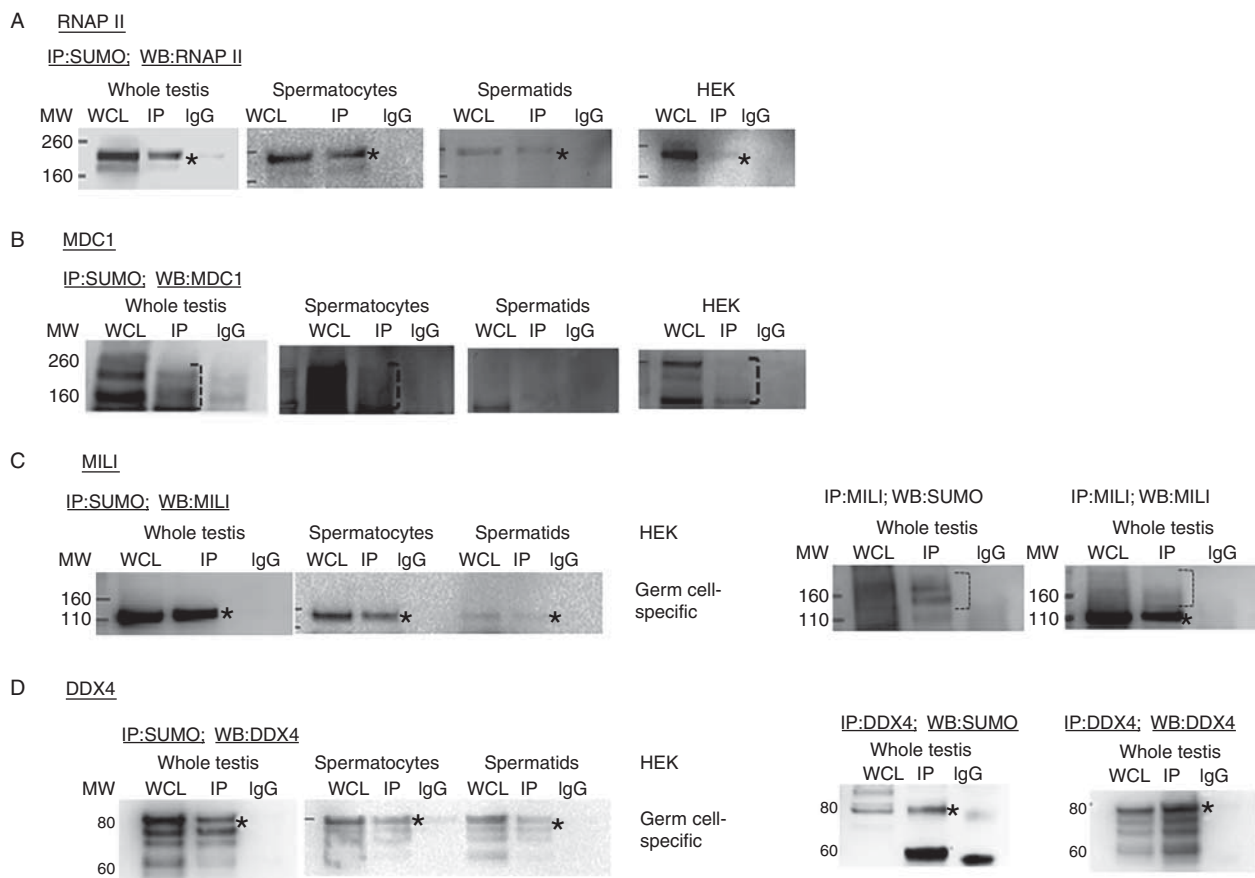 A RNAP II
IP:SUMO; WB:RNAP II
Whole testis Spermatocytes Spermatids HEK
MW WCL IP IgG WCL IP IgG WCL IP IgG WCL IP IgG
260
* * * *
160
B MDC1
IP:SUMO; WB:MDC1
Whole testis Spermatocytes Spermatids HEK
MW WCL IP IgG WCL IP IgG WCL IP IgG WCL IP IgG
260
160
C MILI
IP:SUMO; WB:MILI IP:MILI; WB:SUMO IP:MILI; WB:MILI
Whole testis Spermatocytes Spermatids HEK Whole testis Whole testis
MW WCL IP IgG WCL IP IgG WCL IP IgG MW WCL IP IgG MW WCL IP IgG
Germ cell-
specific
160 160 160
110 * * * 110 110 *
D DDX4
IP:SUMO; WB:DDX4 IP:DDX4; WB:SUMO IP:DDX4; WB:DDX4
Whole testis Spermatocytes Spermatids HEK Whole testis Whole testis
MW WCL IP IgG WCL IP IgG WCL IP IgG WCL IP IgG WCL IP IgG
Germ cell-
specific
80 * * * 80 * 80 *
60 60 60